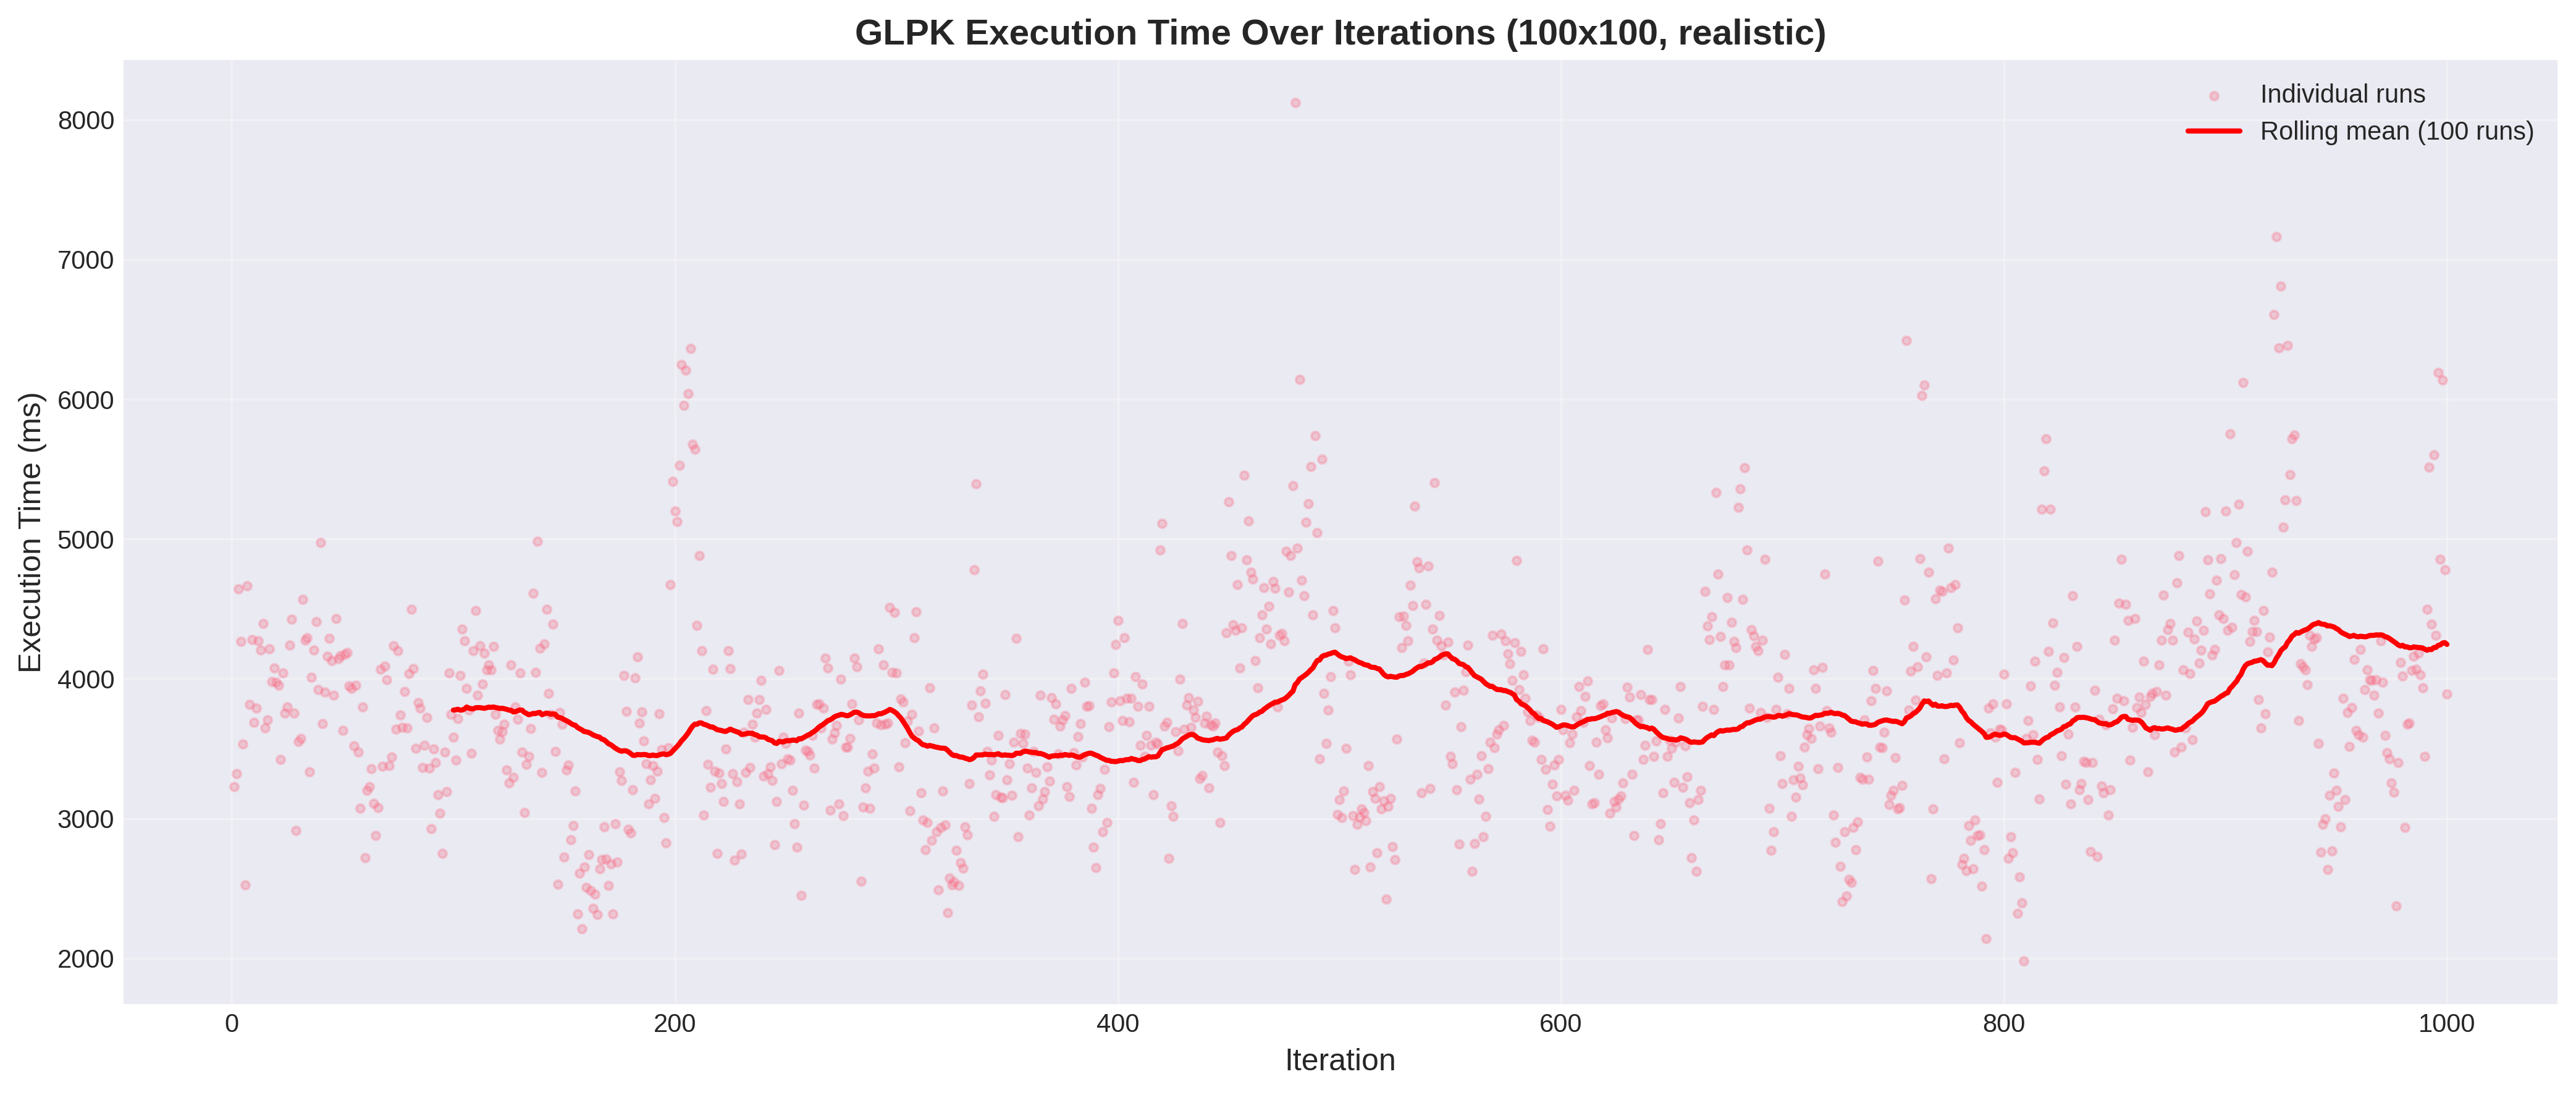 GLPK Execution Time Over Iterations (100x100, realistic)
Individual runs
Rolling mean (100 runs)
Execution Time (ms)
8000
7000
6000
5000
4000
3000
2000
0
200
400
600
800
1000
Iteration